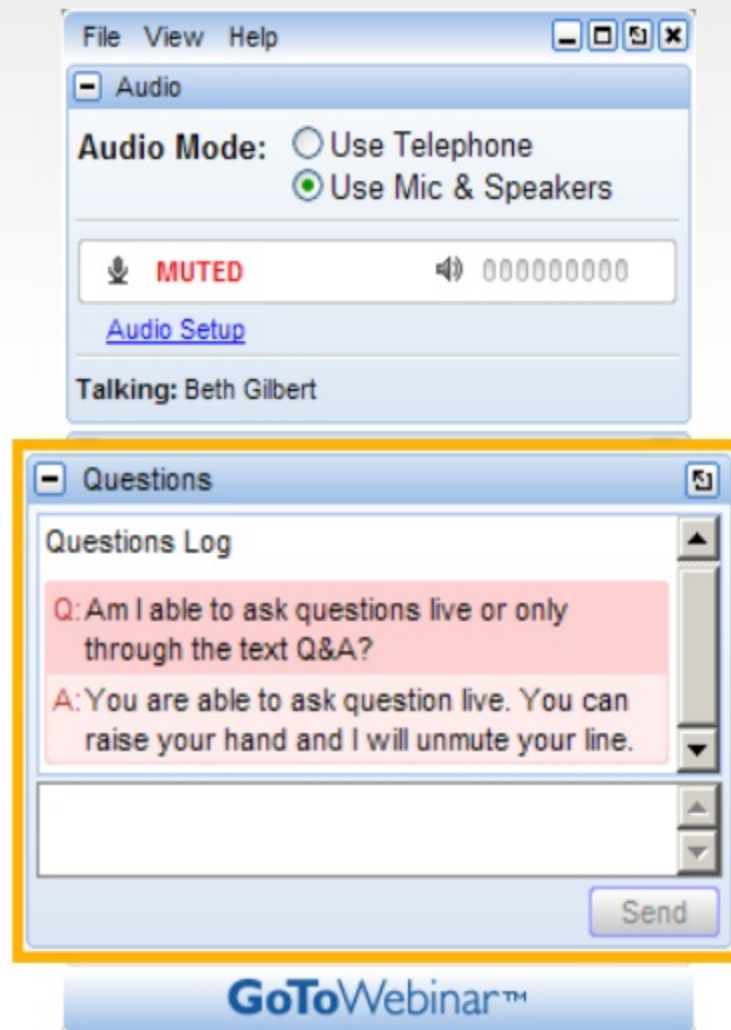 File View Help
Audio
Audio Mode: Use Telephone
Use Mic & Speakers
MUTED 000000000
Audio Setup
Talking: Beth Gilbert
Questions
Questions Log
Q: Am I able to ask questions live or only
through the text Q&A?
A: You are able to ask question live. You can
raise your hand and I will unmute your line.
Send
GoToWebinar™